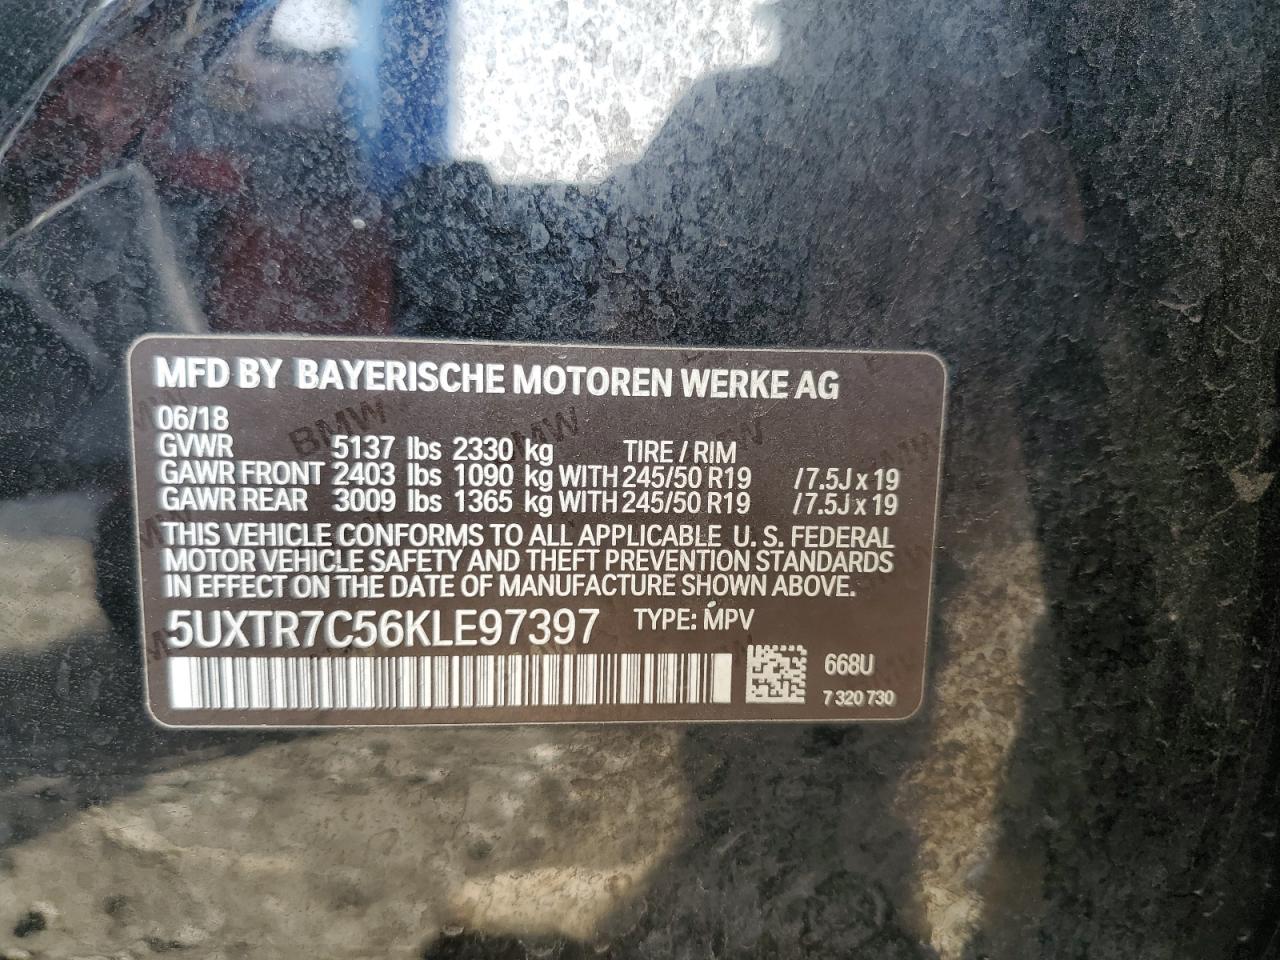 MFD BY BAYERISCHE MOTOREN WERKE AG
06/18
GVWR 5137 lbs 2330 kg TIRE / RIM
GAWR FRONT 2403 lbs 1090 kg WITH 245/50 R19 /7.5J x 19
GAWR REAR 3009 lbs 1365 kg WITH 245/50 R19 /7.5J x 19
THIS VEHICLE CONFORMS TO ALL APPLICABLE U. S. FEDERAL
MOTOR VEHICLE SAFETY AND THEFT PREVENTION STANDARDS
IN EFFECT ON THE DATE OF MANUFACTURE SHOWN ABOVE.
5UXTR7C56KLE97397 TYPE: MPV
668U
7 320 730